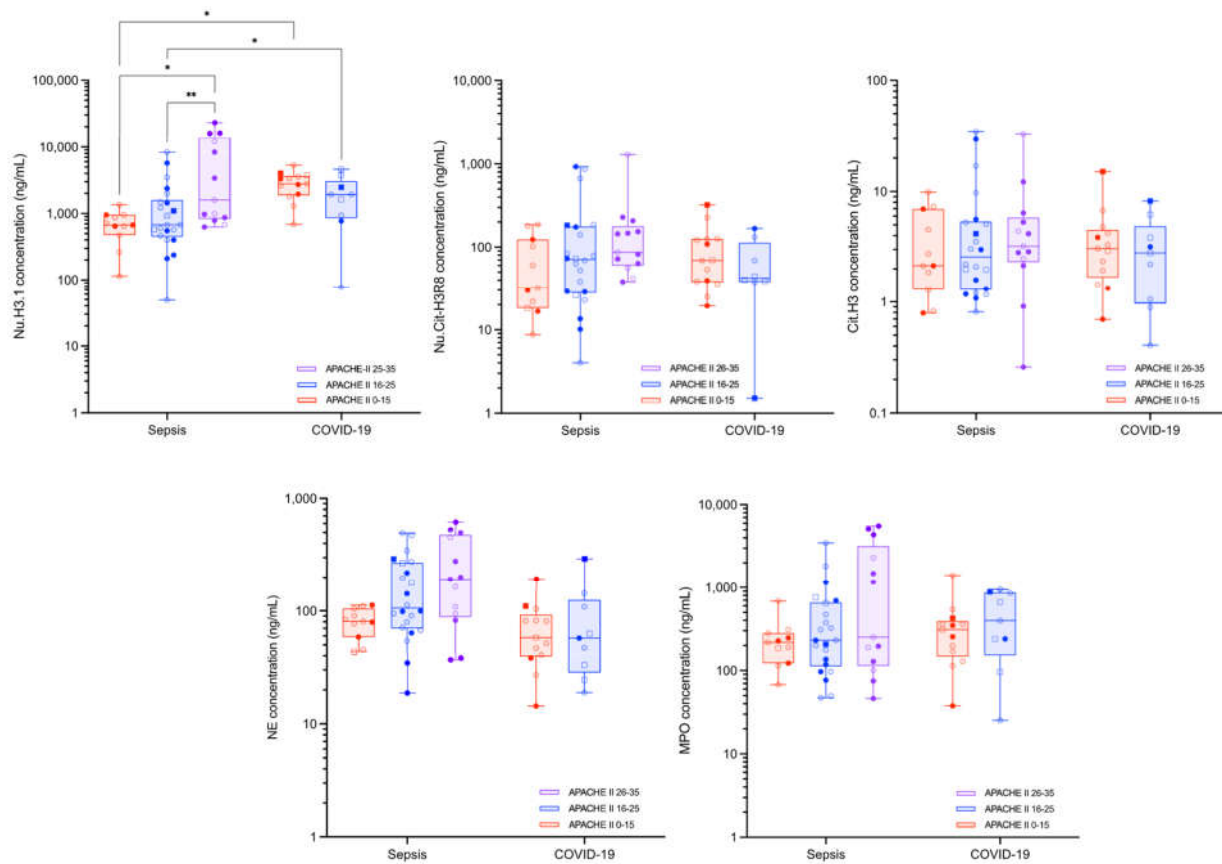 *
*
*
**
Nu.H3.1 concentration (ng/mL)
100,000
10,000
1,000
100
10
1
APACHE-II 25-35
APACHE II 16-25
APACHE II 0-15
Sepsis
COVID-19
Nu.Cit-H3R8 concentration (ng/mL)
10,000
1,000
100
10
1
APACHE II 26-35
APACHE II 16-25
APACHE II 0-15
Sepsis
COVID-19
Cit.H3 concentration (ng/mL)
100
10
1
0.1
APACHE II 26-35
APACHE II 16-25
APACHE II 0-15
Sepsis
COVID-19
NE concentration (ng/mL)
1,000
100
10
1
APACHE II 26-35
APACHE II 16-25
APACHE II 0-15
Sepsis
COVID-19
MPO concentration (ng/mL)
10,000
1,000
100
10
1
APACHE II 26-35
APACHE II 16-25
APACHE II 0-15
Sepsis
COVID-19